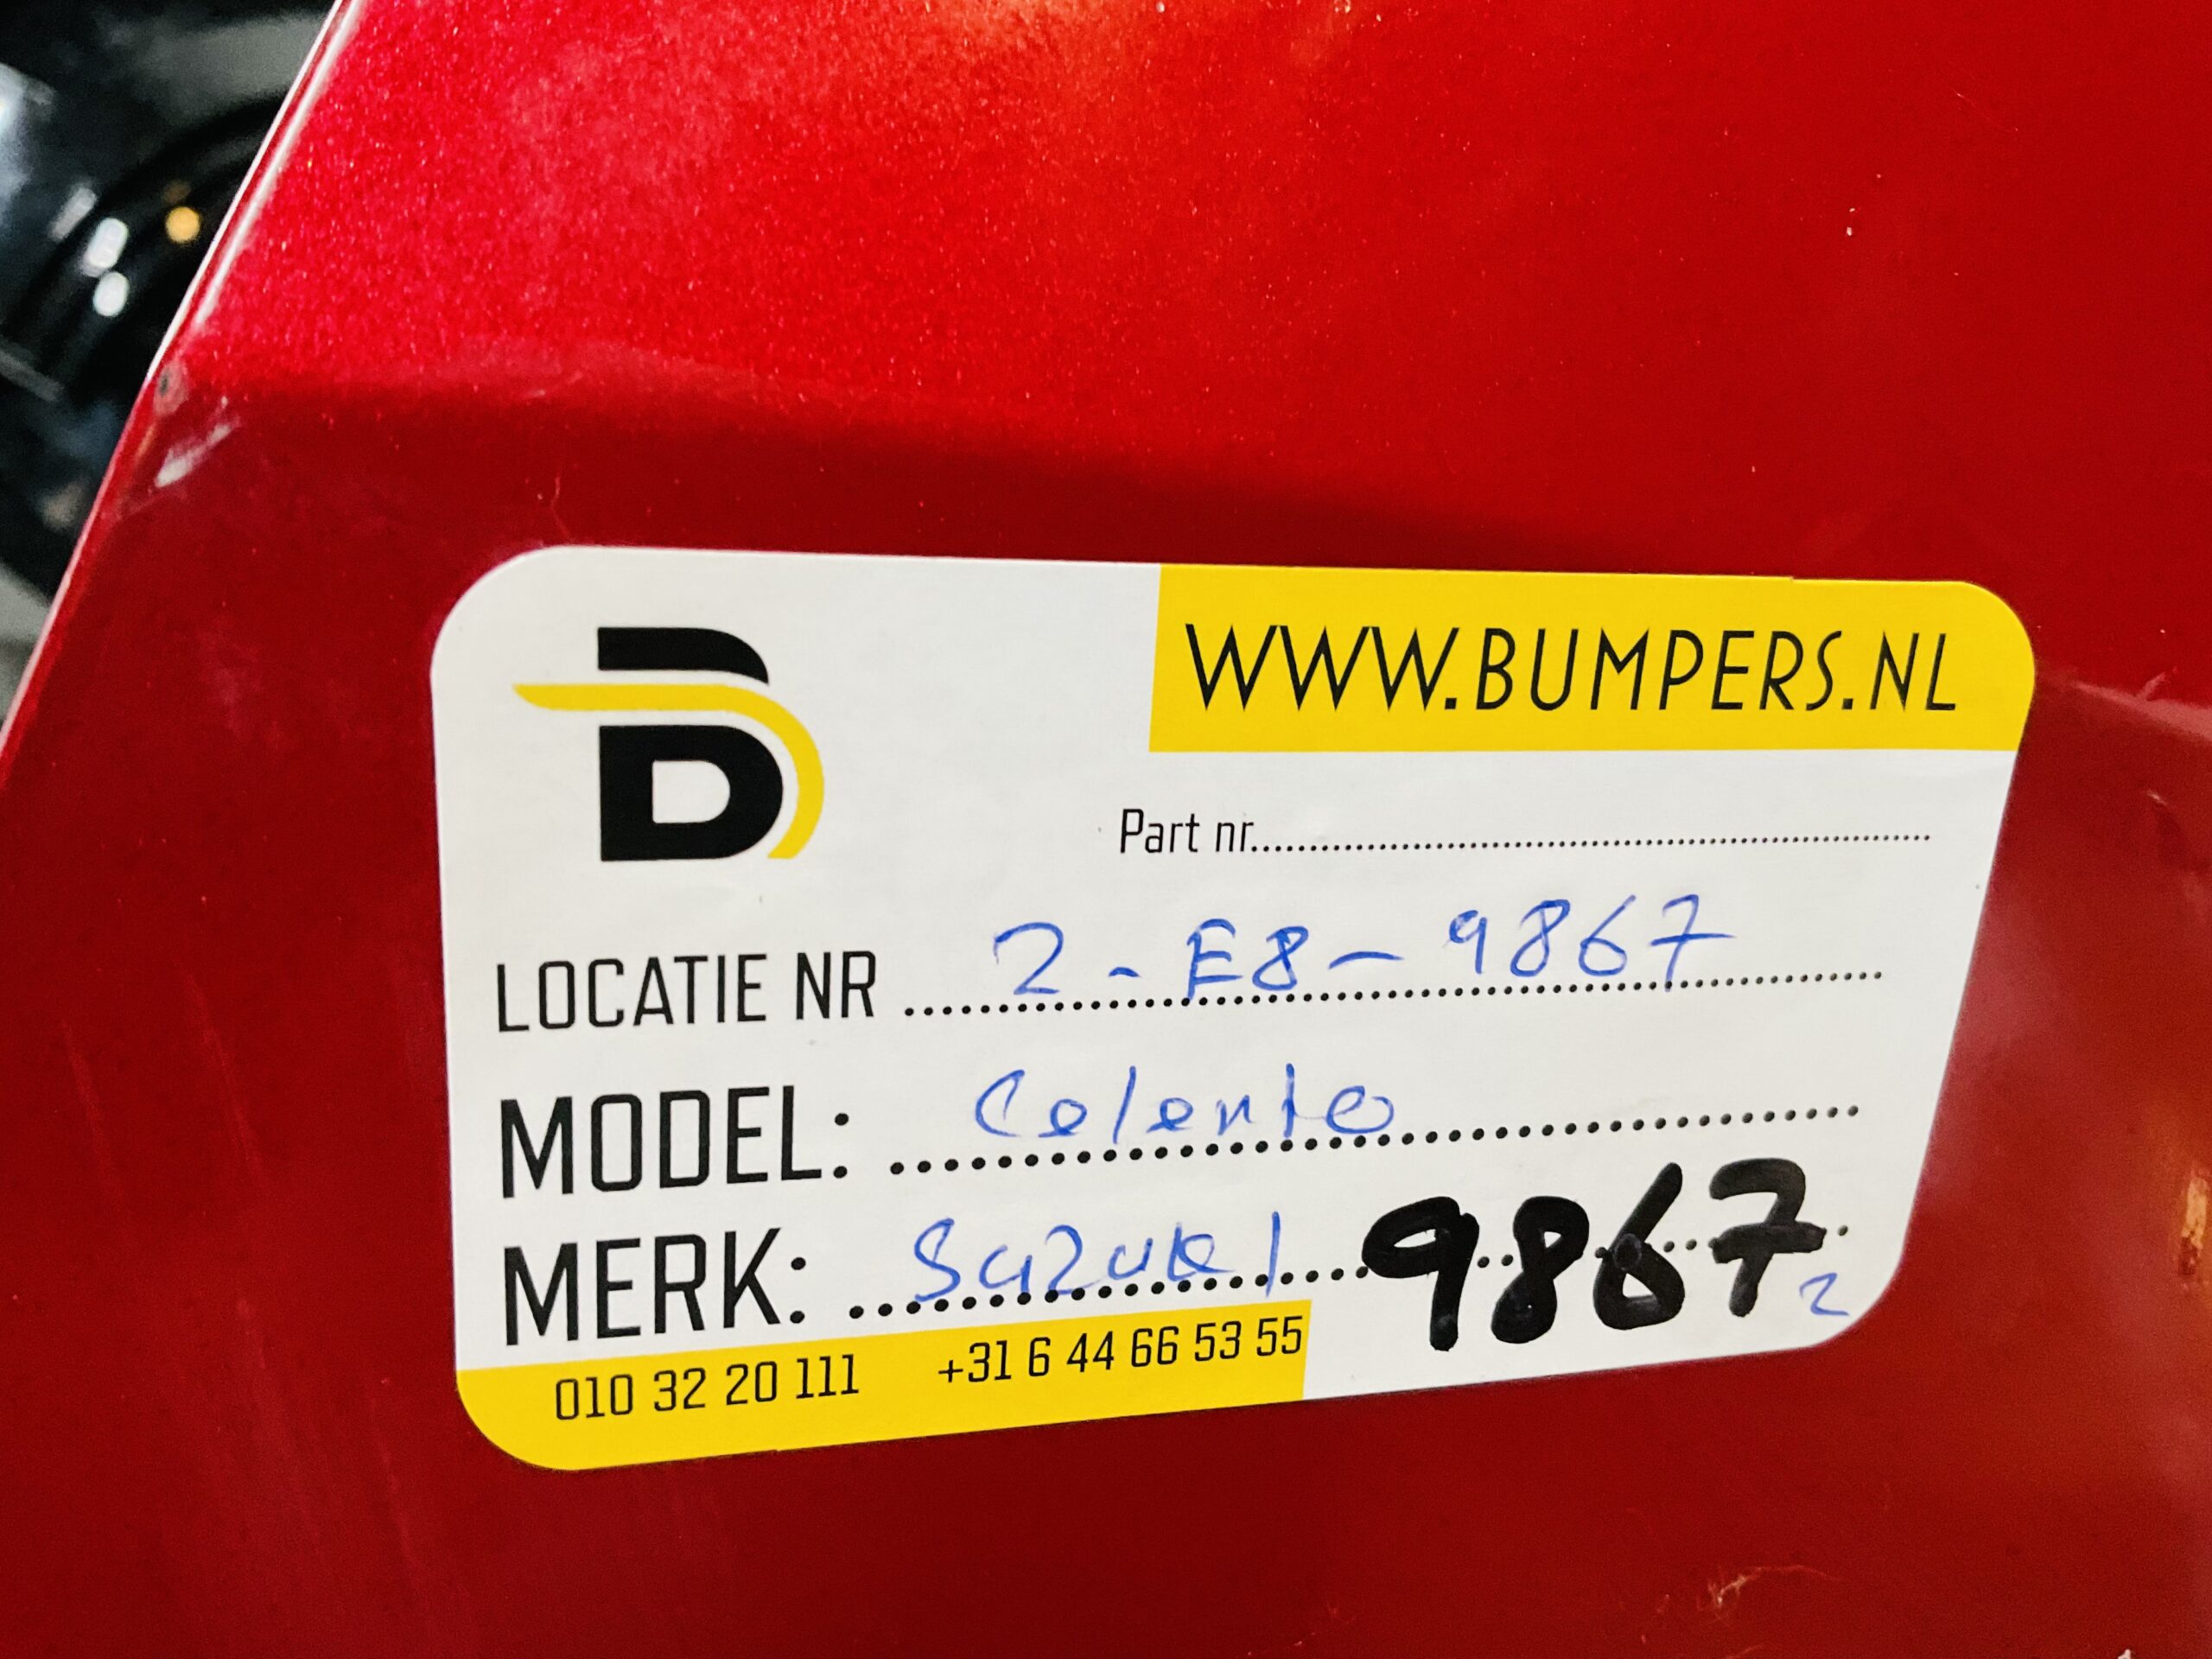 B
WWW.BUMPERS.NL
Part nr..........
LOCATIE NR 2-E8-9867
MODEL: Celerio
MERK: Suzuki 9867 2
010 32 20 111 +31 6 44 66 53 55